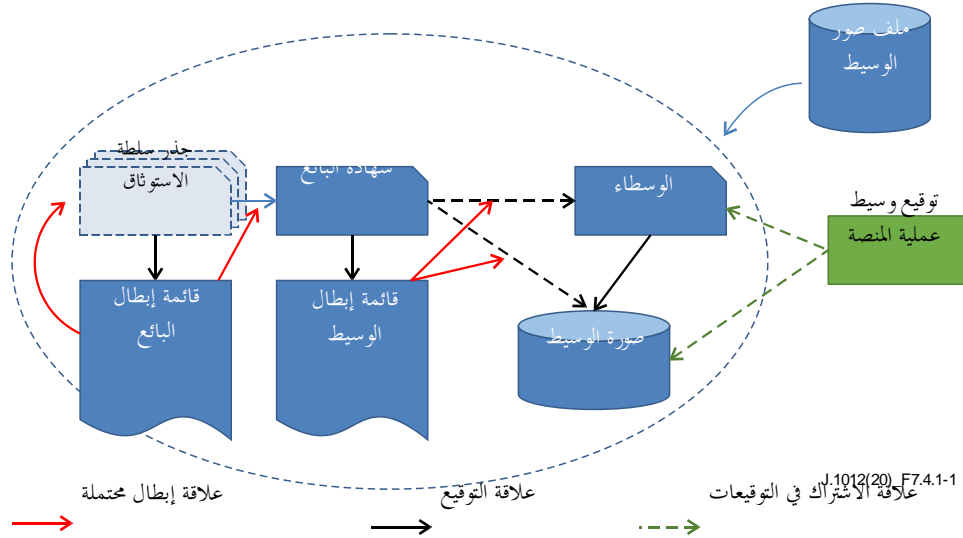 ملف صور
الوسيط
جذر سلطة
الاستوثاق
شهادة البائع
الوسطاء
توقيع وسيط
عملية المنصة
قائمة إبطال
البائع
قائمة إبطال
الوسيط
صورة الوسيط
J.1012(20)_F7.4.1-1
علاقة إبطال محتملة
علاقة التوقيع
علاقة الاشتراك في التوقيعات